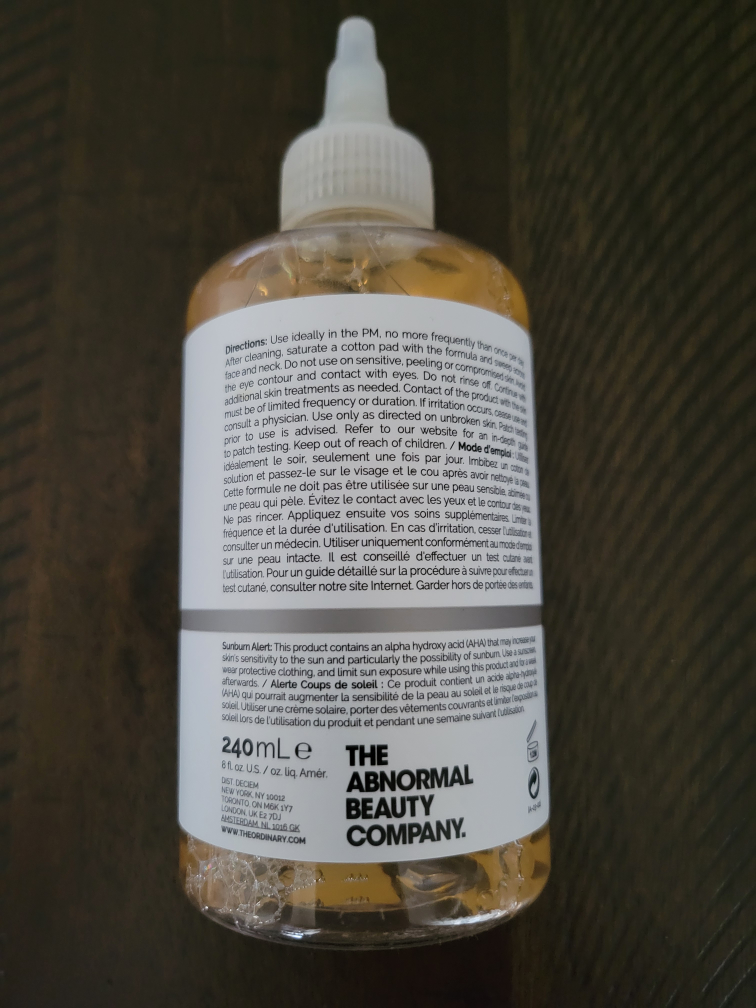 Directions: Use ideally in the PM, no more frequently than once per day.
After cleaning, saturate a cotton pad with the formula and sweep across
face and neck. Do not use on sensitive, peeling or compromised skin. Avoid
the eye contour and contact with eyes. Do not rinse off. Continue with
additional skin treatments as needed. Contact of the product with the skin
must be of limited frequency or duration. If irritation occurs, cease use and
consult a physician. Use only as directed on unbroken skin. Patch testing
prior to use is advised. Refer to our website for an in-depth guide
to patch testing. Keep out of reach of children. / Mode d'emploi : Utiliser
idéalement le soir, seulement une fois par jour. Imbibez un coton de
solution et passez-le sur le visage et le cou après avoir nettoyé la peau.
Cette formule ne doit pas être utilisée sur une peau sensible, abîmée ou
une peau qui pèle. Évitez le contact avec les yeux et le contour des yeux.
Ne pas rincer. Appliquez ensuite vos soins supplémentaires. Limiter la
fréquence et la durée d'utilisation. En cas d'irritation, cesser l'utilisation et
consulter un médecin. Utiliser uniquement conformément au mode d'emploi
sur une peau intacte. Il est conseillé d'effectuer un test cutané avant
l'utilisation. Pour un guide détaillé sur la procédure à suivre pour effectuer un
test cutané, consulter notre site Internet. Garder hors de portée des enfants.
Sunburn Alert: This product contains an alpha hydroxy acid (AHA) that may increase your
skin's sensitivity to the sun and particularly the possibility of sunburn. Use a sunscreen,
wear protective clothing, and limit sun exposure while using this product and for a week
afterwards. / Alerte Coups de soleil : Ce produit contient un acide alpha-hydroxylé
(AHA) qui pourrait augmenter la sensibilité de la peau au soleil et le risque de coup de
soleil. Utiliser une crème solaire, porter des vêtements couvrants et limiter l'exposition au
soleil lors de l'utilisation du produit et pendant une semaine suivant l'utilisation.
240 mL e
8 fl. oz. U.S. / oz. liq. Amér.
DIST. DECIEM
NEW YORK, NY 10012
TORONTO, ON M6K 1Y7
LONDON, UK E2 7DJ
AMSTERDAM, NL 1016 GK
WWW.THEORDINARY.COM
THE
ABNORMAL
BEAUTY
COMPANY.
12M